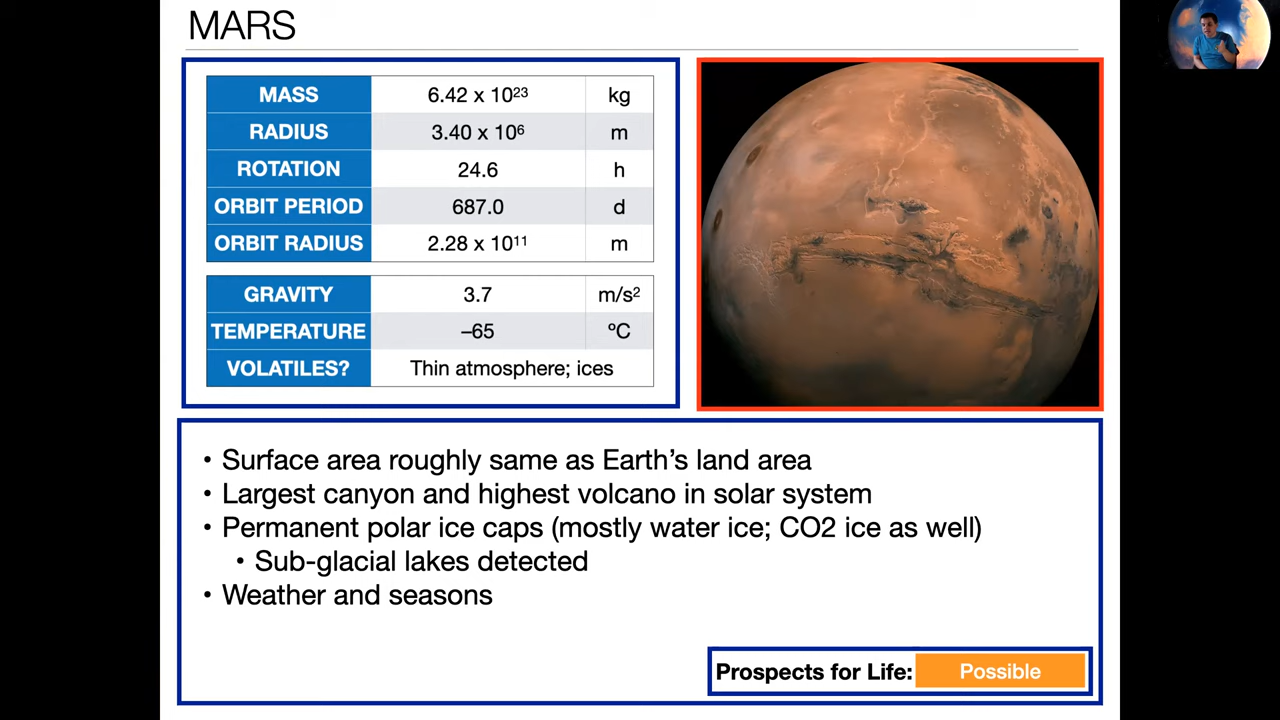 MARS
MASS 6.42 x 10²³ kg
RADIUS 3.40 x 10⁶ m
ROTATION 24.6 h
ORBIT PERIOD 687.0 d
ORBIT RADIUS 2.28 x 10¹¹ m
GRAVITY 3.7 m/s²
TEMPERATURE –65 ºC
VOLATILES? Thin atmosphere; ices
• Surface area roughly same as Earth’s land area
• Largest canyon and highest volcano in solar system
• Permanent polar ice caps (mostly water ice; CO2 ice as well)
• Sub-glacial lakes detected
• Weather and seasons
Prospects for Life: Possible